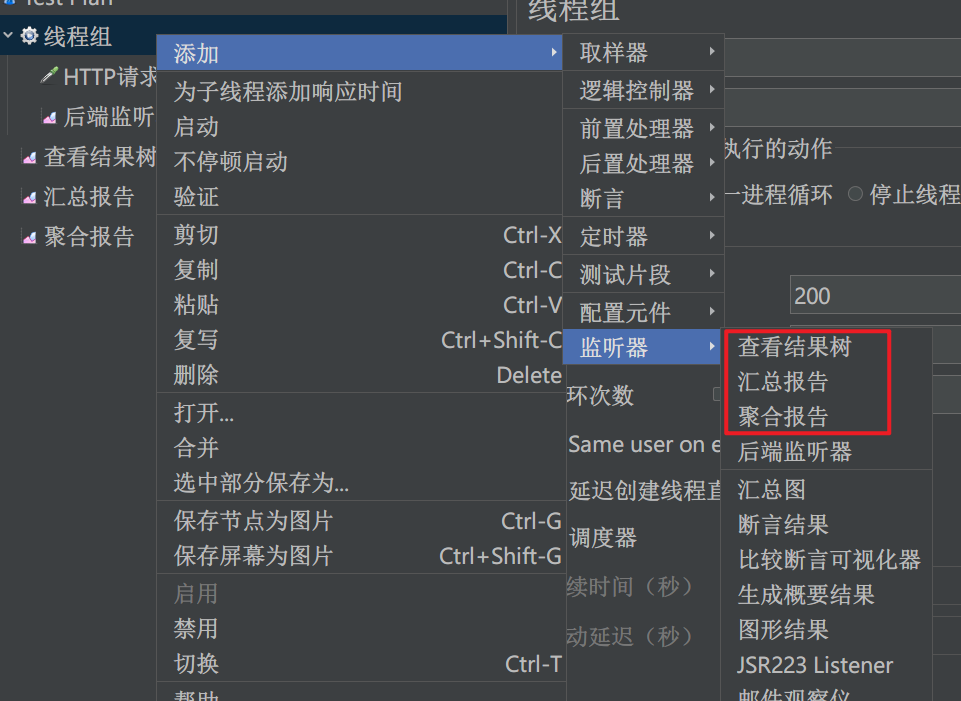 Test Plan
线程组
HTTP请求
后端监听
查看结果树
汇总报告
聚合报告
添加
为子线程添加响应时间
启动
不停顿启动
验证
剪切 Ctrl-X
复制 Ctrl-C
粘贴 Ctrl-V
复写 Ctrl+Shift-C
删除 Delete
打开...
合并
选中部分保存为...
保存节点为图片 Ctrl-G
保存屏幕为图片 Ctrl+Shift-G
启用
禁用
切换 Ctrl-T
帮助
线程组
取样器
逻辑控制器
前置处理器
后置处理器
断言
定时器
测试片段
配置元件
监听器
执行的动作
一进程循环 停止线程
200
环次数
Same user on e
延迟创建线程直
调度器
续时间（秒）
动延迟（秒）
查看结果树
汇总报告
聚合报告
后端监听器
汇总图
断言结果
比较断言可视化器
生成概要结果
图形结果
JSR223 Listener
邮件观察仪